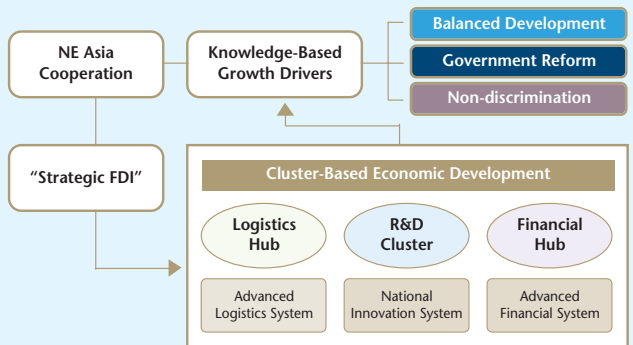 NE Asia
Cooperation
Knowledge-Based
Growth Drivers
Balanced Development
Government Reform
Non-discrimination
“Strategic FDI”
Cluster-Based Economic Development
Logistics
Hub
R&D
Cluster
Financial
Hub
Advanced
Logistics System
National
Innovation System
Advanced
Financial System